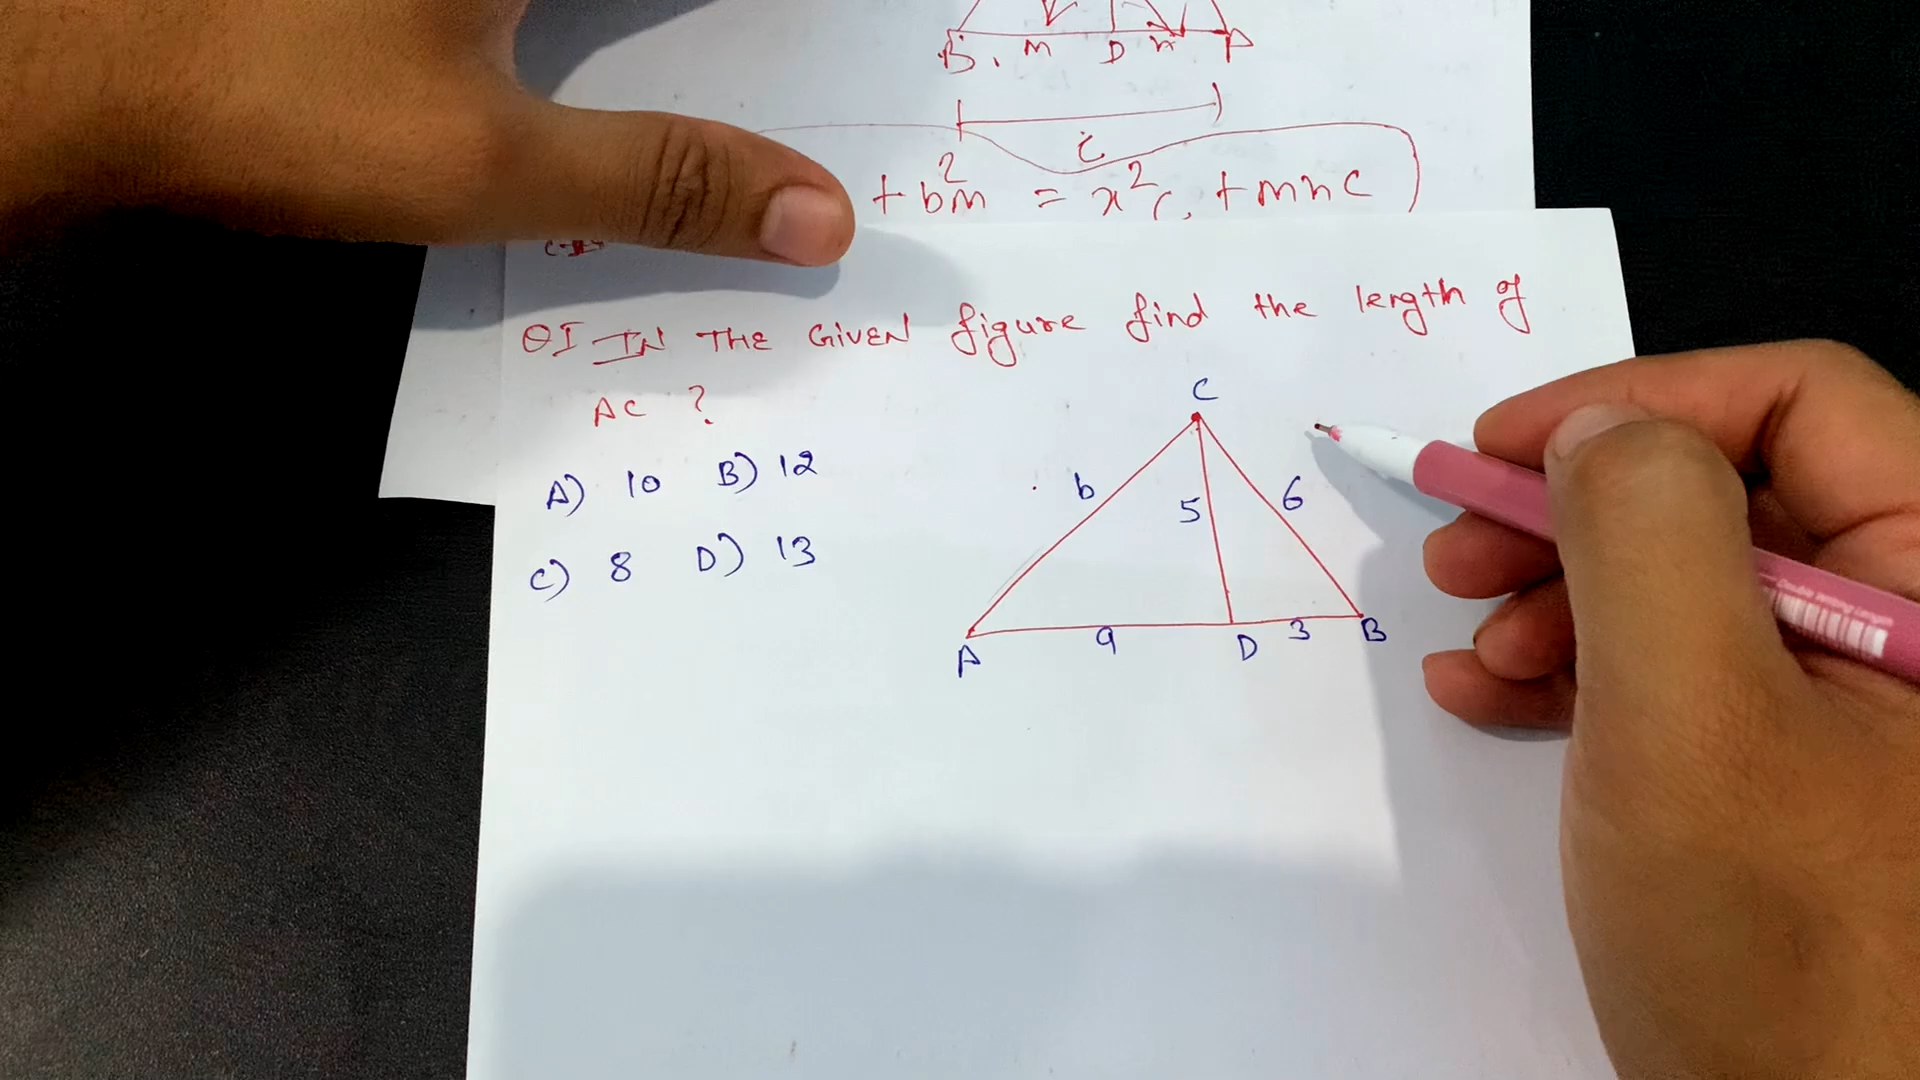 B. m D n A
c
+ b²m = x²c. + mnc
Q1 IN THE GIVEN figure find the length of
AC ?
C
A) 10 B) 12
b 5 6
C) 8 D) 13
A 9 D 3 B